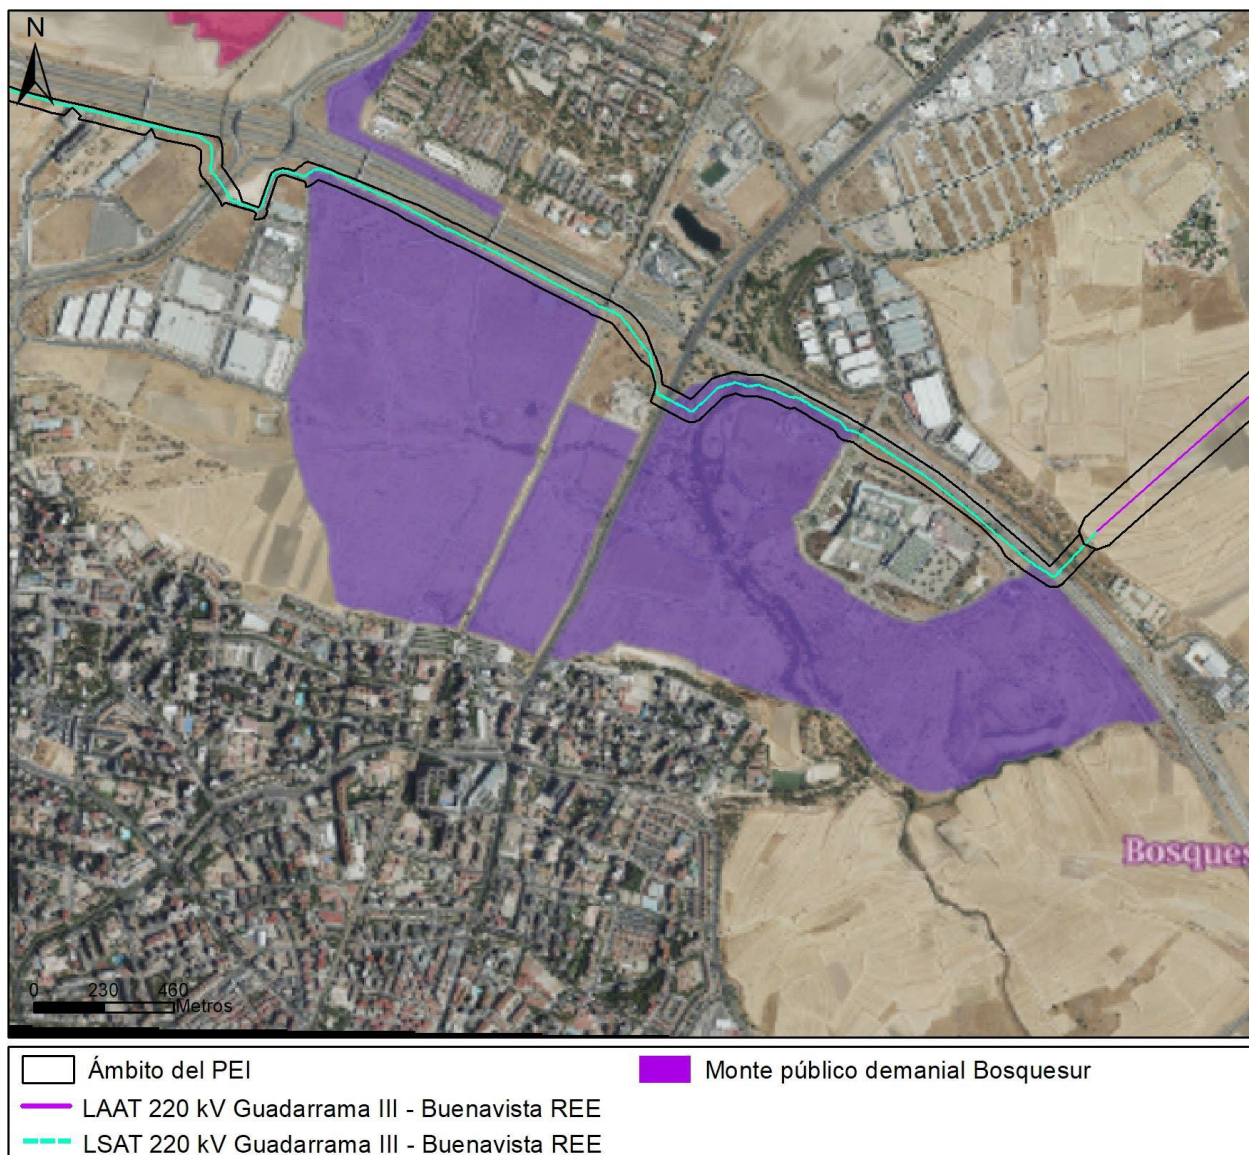 N
Bosques
0 230 460
Metros
Ámbito del PEI
Monte público demanial Bosquesur
LAAT 220 kV Guadarrama III - Buenavista REE
LSAT 220 kV Guadarrama III - Buenavista REE